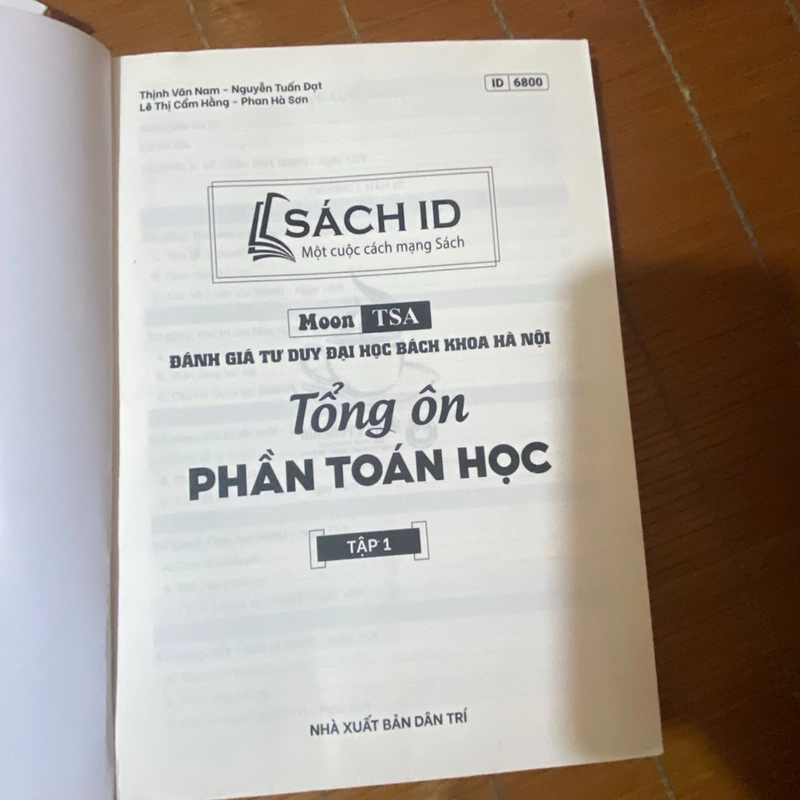 Thịnh Văn Nam - Nguyễn Tuấn Đạt
Lê Thị Cẩm Hằng - Phan Hà Sơn
ID 6800
SÁCH ID
Một cuộc cách mạng Sách
Moon TSA
ĐÁNH GIÁ TƯ DUY ĐẠI HỌC BÁCH KHOA HÀ NỘI
Tổng ôn
PHẦN TOÁN HỌC
TẬP 1
NHÀ XUẤT BẢN DÂN TRÍ